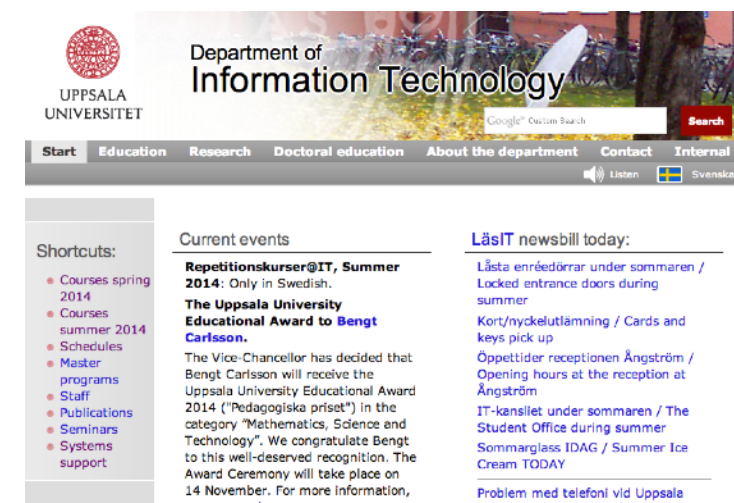 UPPSALA
UNIVERSITET
Department of
Information Technology
Google™ Custom Search
Search
Start Education Research Doctoral education About the department Contact Internal
Listen Svenska
Shortcuts:
Courses spring
2014
Courses
summer 2014
Schedules
Master
programs
Staff
Publications
Seminars
Systems
support
Current events
Repetitionskurser@IT, Summer
2014: Only in Swedish.
The Uppsala University
Educational Award to Bengt
Carlsson.
The Vice-Chancellor has decided that
Bengt Carlsson will receive the
Uppsala University Educational Award
2014 ("Pedagogiska priset") in the
category "Mathematics, Science and
Technology". We congratulate Bengt
to this well-deserved recognition. The
Award Ceremony will take place on
14 November. For more information,
LäsIT newsbill today:
Låsta enréedörrar under sommaren /
Locked entrance doors during
summer
Kort/nyckelutlämning / Cards and
keys pick up
Öppettider receptionen Ångström /
Opening hours at the reception at
Ångström
IT-kansliet under sommaren / The
Student Office during summer
Sommarglass IDAG / Summer Ice
Cream TODAY
Problem med telefoni vid Uppsala